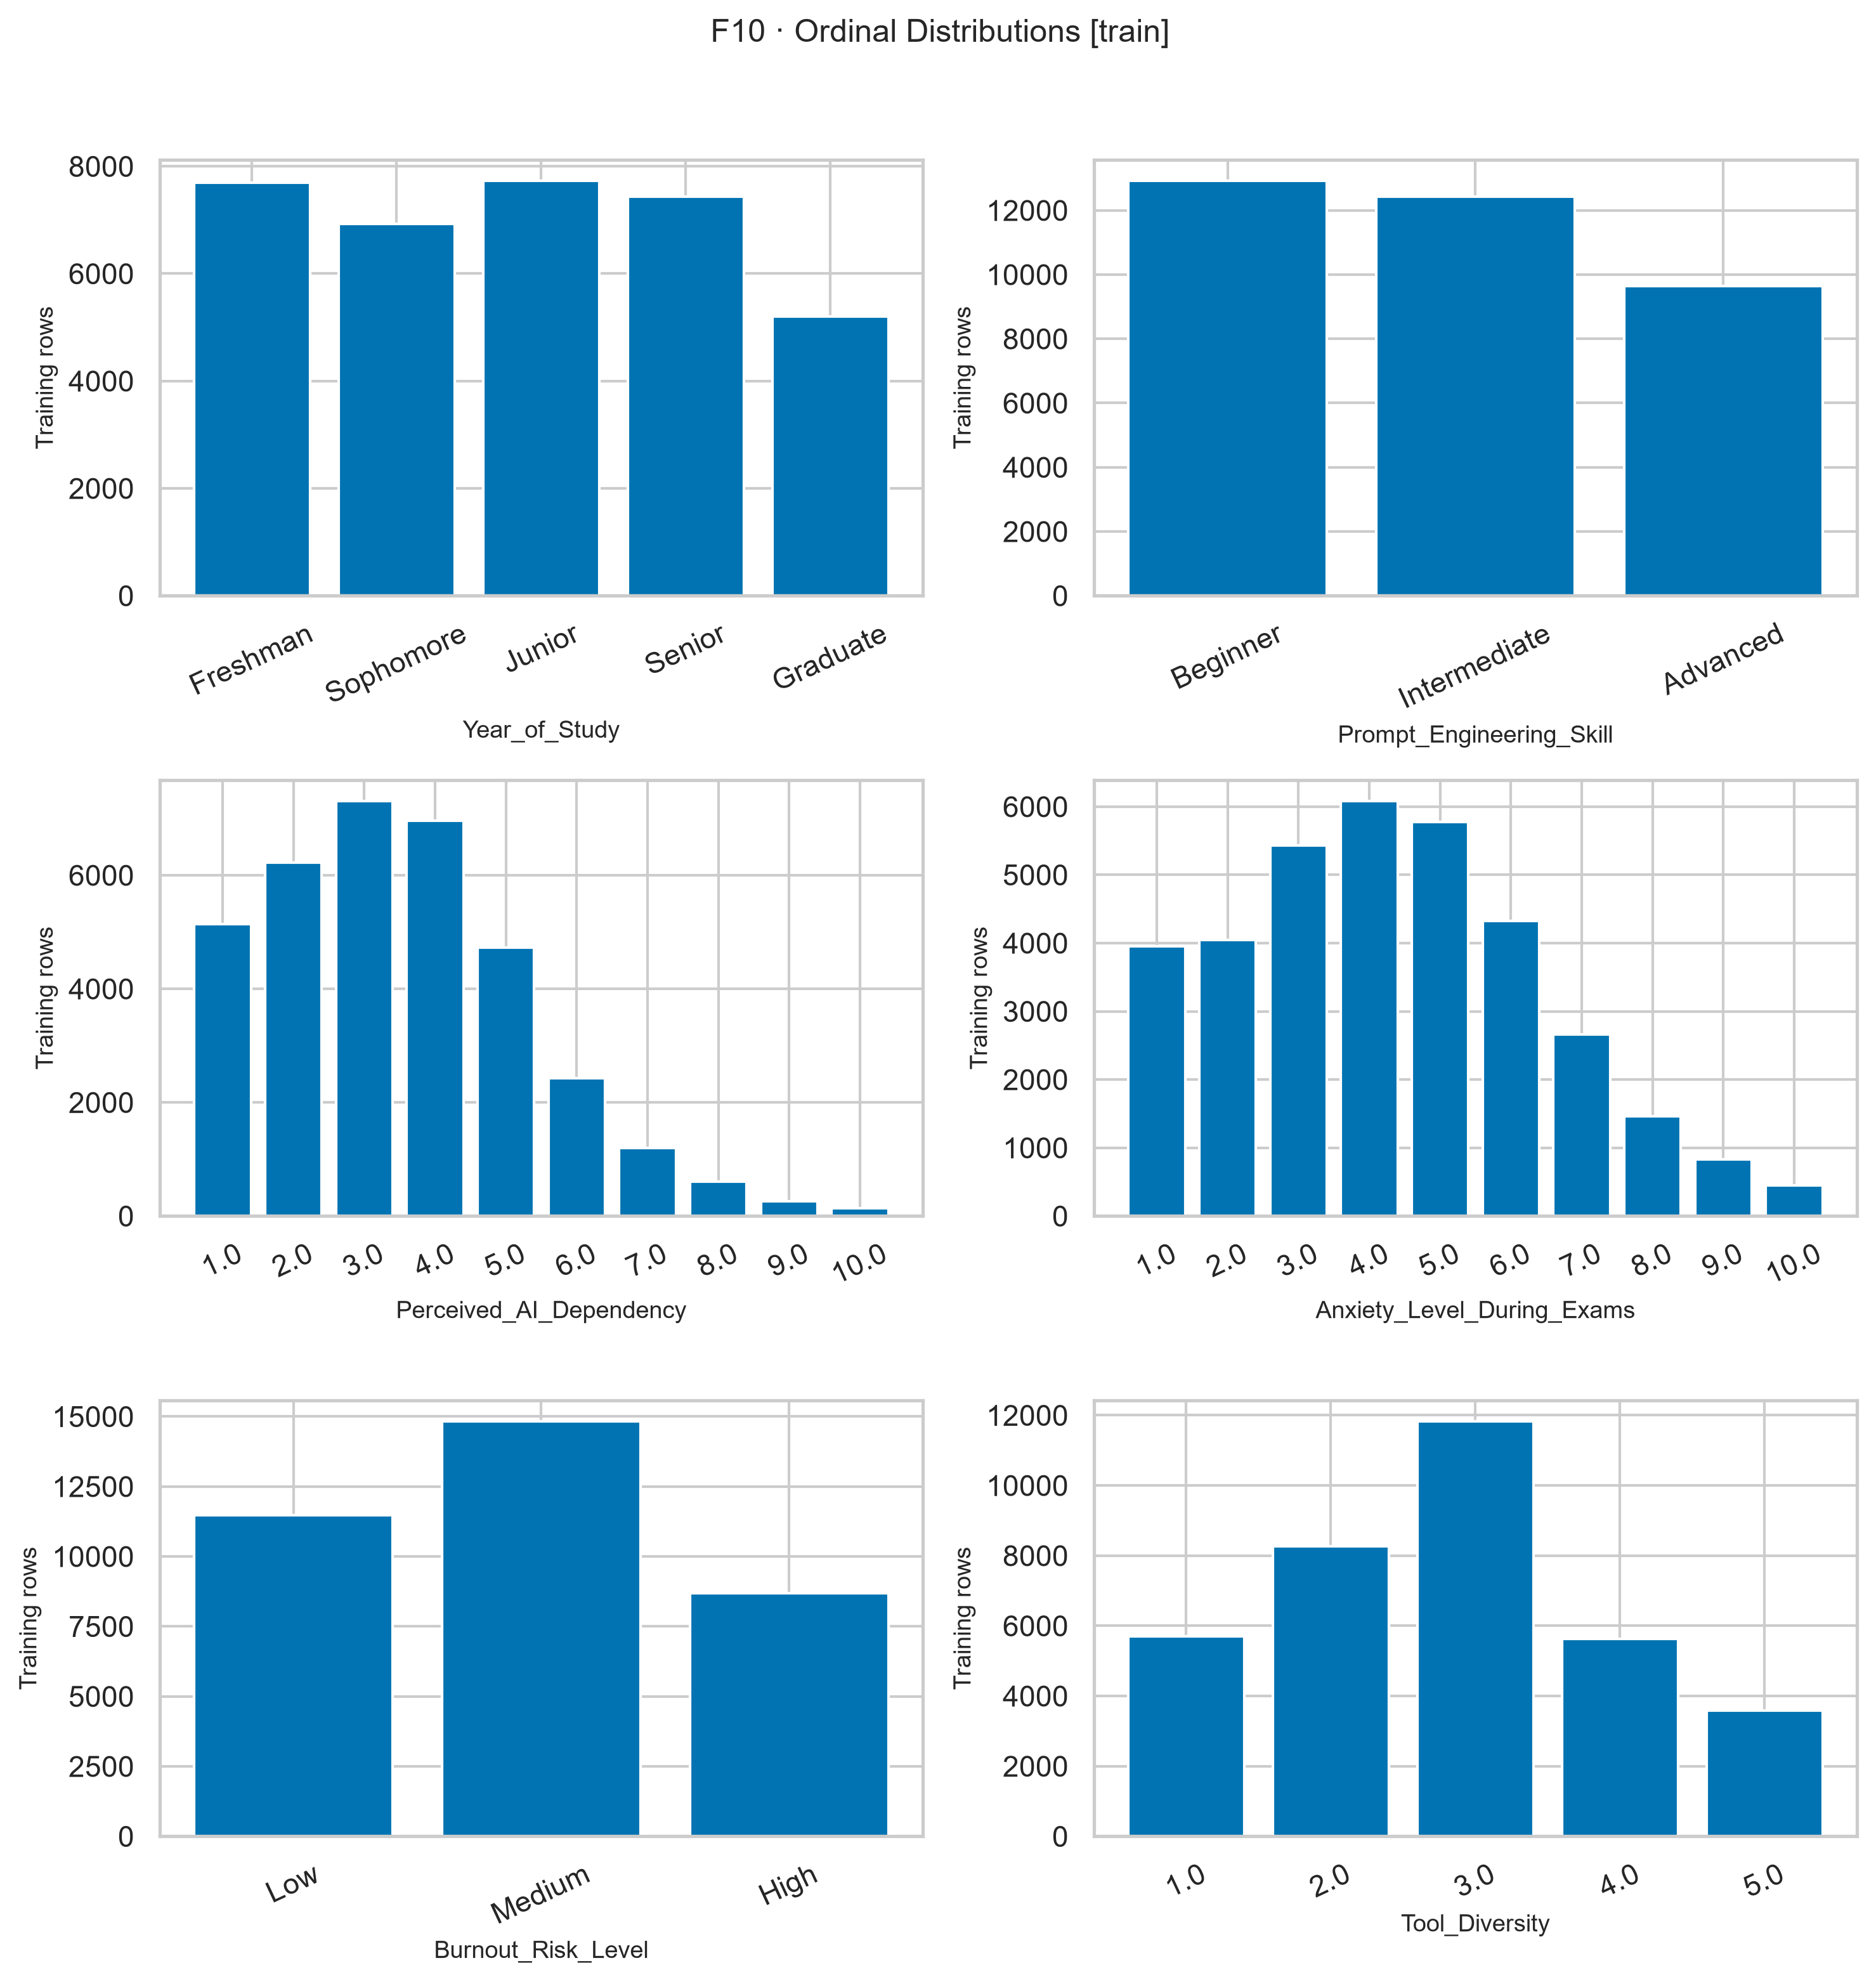 F10 · Ordinal Distributions [train]
8000
6000
4000
2000
0
Training rows
Freshman
Sophomore
Junior
Senior
Graduate
Year_of_Study
12000
10000
8000
6000
4000
2000
0
Training rows
Beginner
Intermediate
Advanced
Prompt_Engineering_Skill
6000
4000
2000
0
Training rows
1.0
2.0
3.0
4.0
5.0
6.0
7.0
8.0
9.0
10.0
Perceived_AI_Dependency
6000
5000
4000
3000
2000
1000
0
Training rows
1.0
2.0
3.0
4.0
5.0
6.0
7.0
8.0
9.0
10.0
Anxiety_Level_During_Exams
15000
12500
10000
7500
5000
2500
0
Training rows
Low
Medium
High
Burnout_Risk_Level
12000
10000
8000
6000
4000
2000
0
Training rows
1.0
2.0
3.0
4.0
5.0
Tool_Diversity